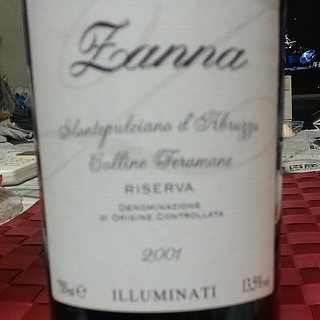 Zanna
Montepulciano d'Abruzzo
Colline Teramane
RISERVA
DENOMINAZIONE
DI ORIGINE CONTROLLATA
2001
750ml e 13,5%vol
ILLUMINATI